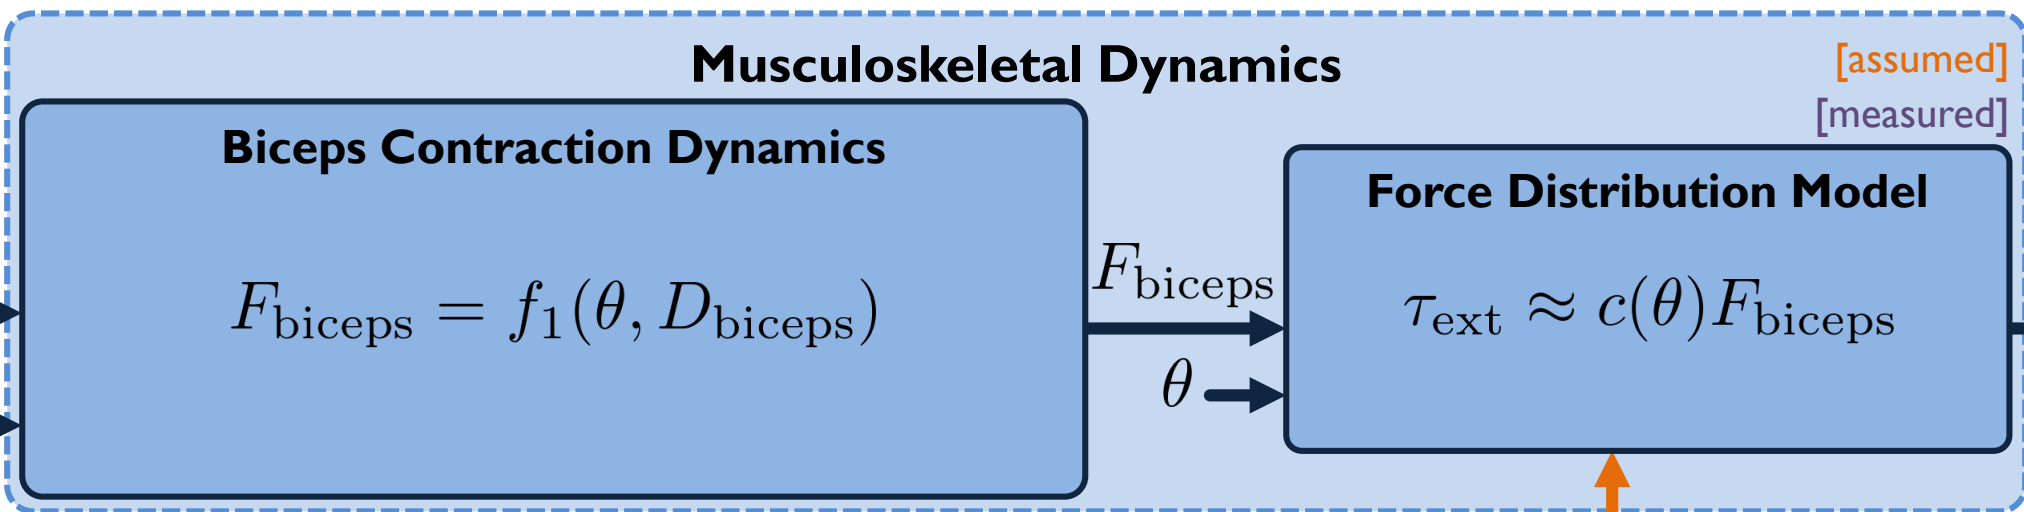 Musculoskeletal Dynamics
[assumed]
[measured]
Biceps Contraction Dynamics
F_biceps = f_1(θ, D_biceps)
F_biceps
θ
Force Distribution Model
τ_ext ≈ c(θ)F_biceps